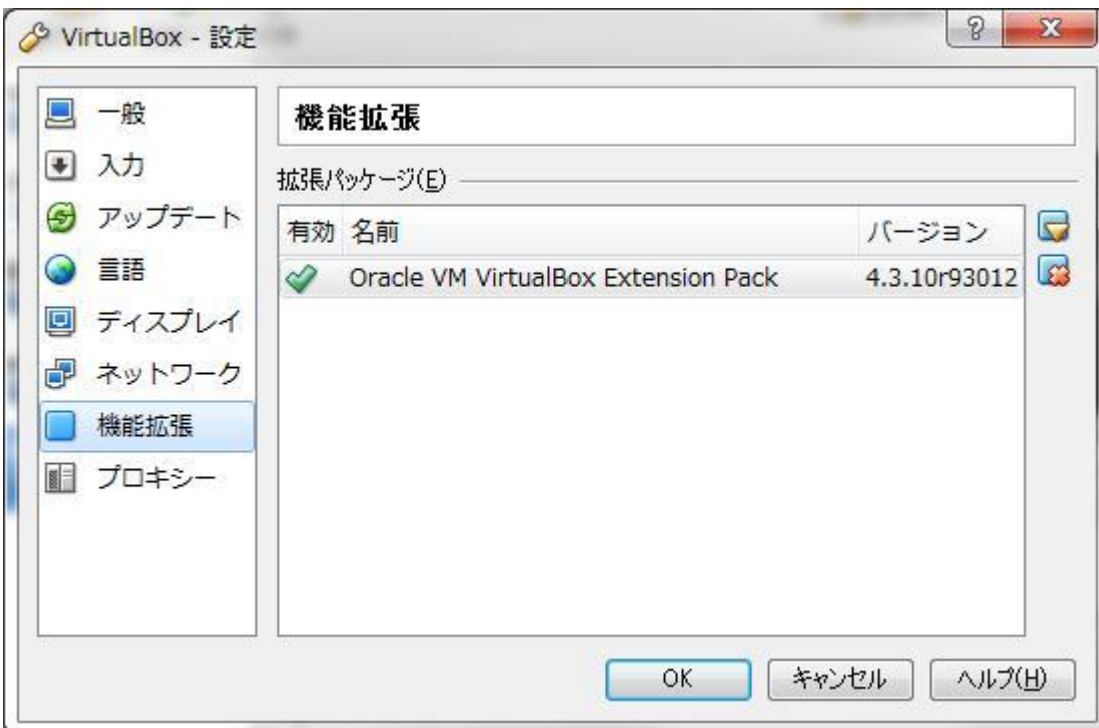 VirtualBox - 設定
一般
入力
アップデート
言語
ディスプレイ
ネットワーク
機能拡張
プロキシー
機能拡張
拡張パッケージ(E)
有効 名前 バージョン
Oracle VM VirtualBox Extension Pack 4.3.10r93012
OK キャンセル ヘルプ(H)